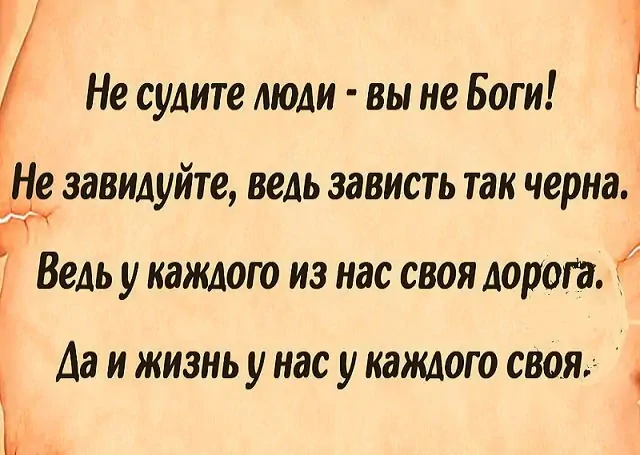 Не судите люди - вы не Боги!
Не завидуйте, ведь зависть так черна.
Ведь у каждого из нас своя дорога.
Да и жизнь у нас у каждого своя.